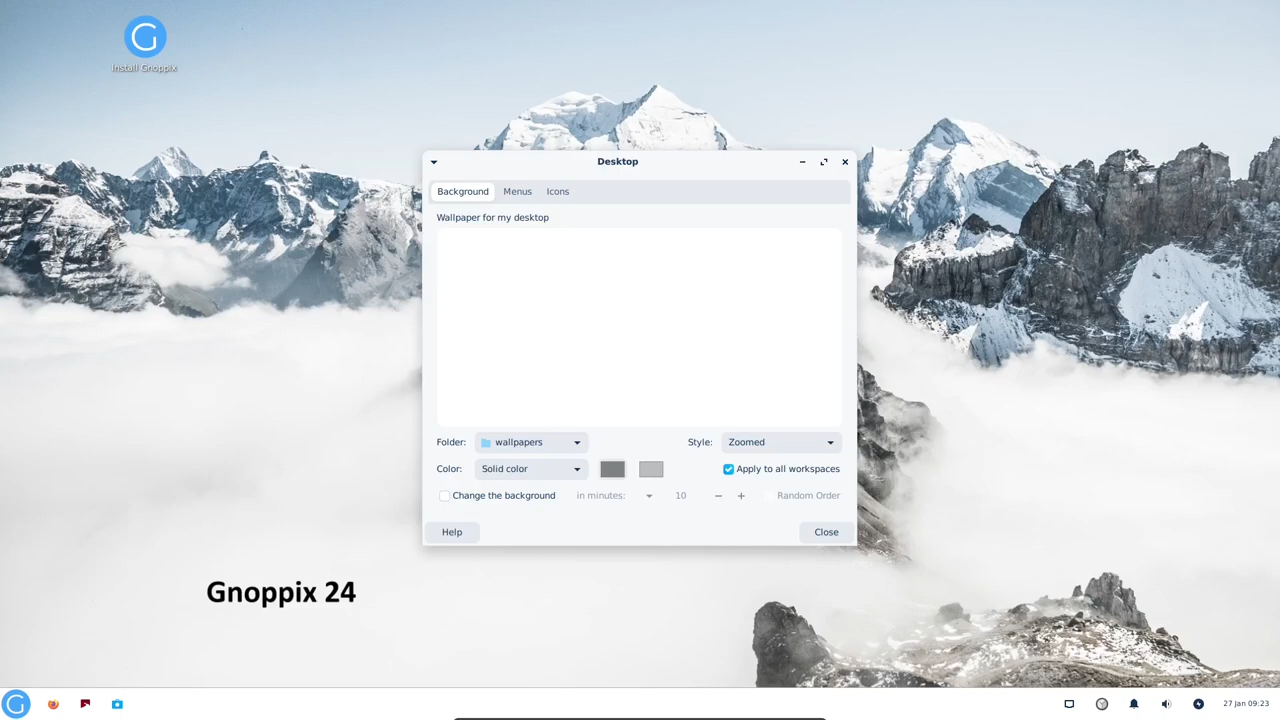 Install Gnoppix
Desktop
Background Menus Icons
Wallpaper for my desktop
Folder: wallpapers Style: Zoomed
Color: Solid color Apply to all workspaces
Change the background in minutes: 10 Random Order
Help Close
Gnoppix 24
27 Jan 09:23